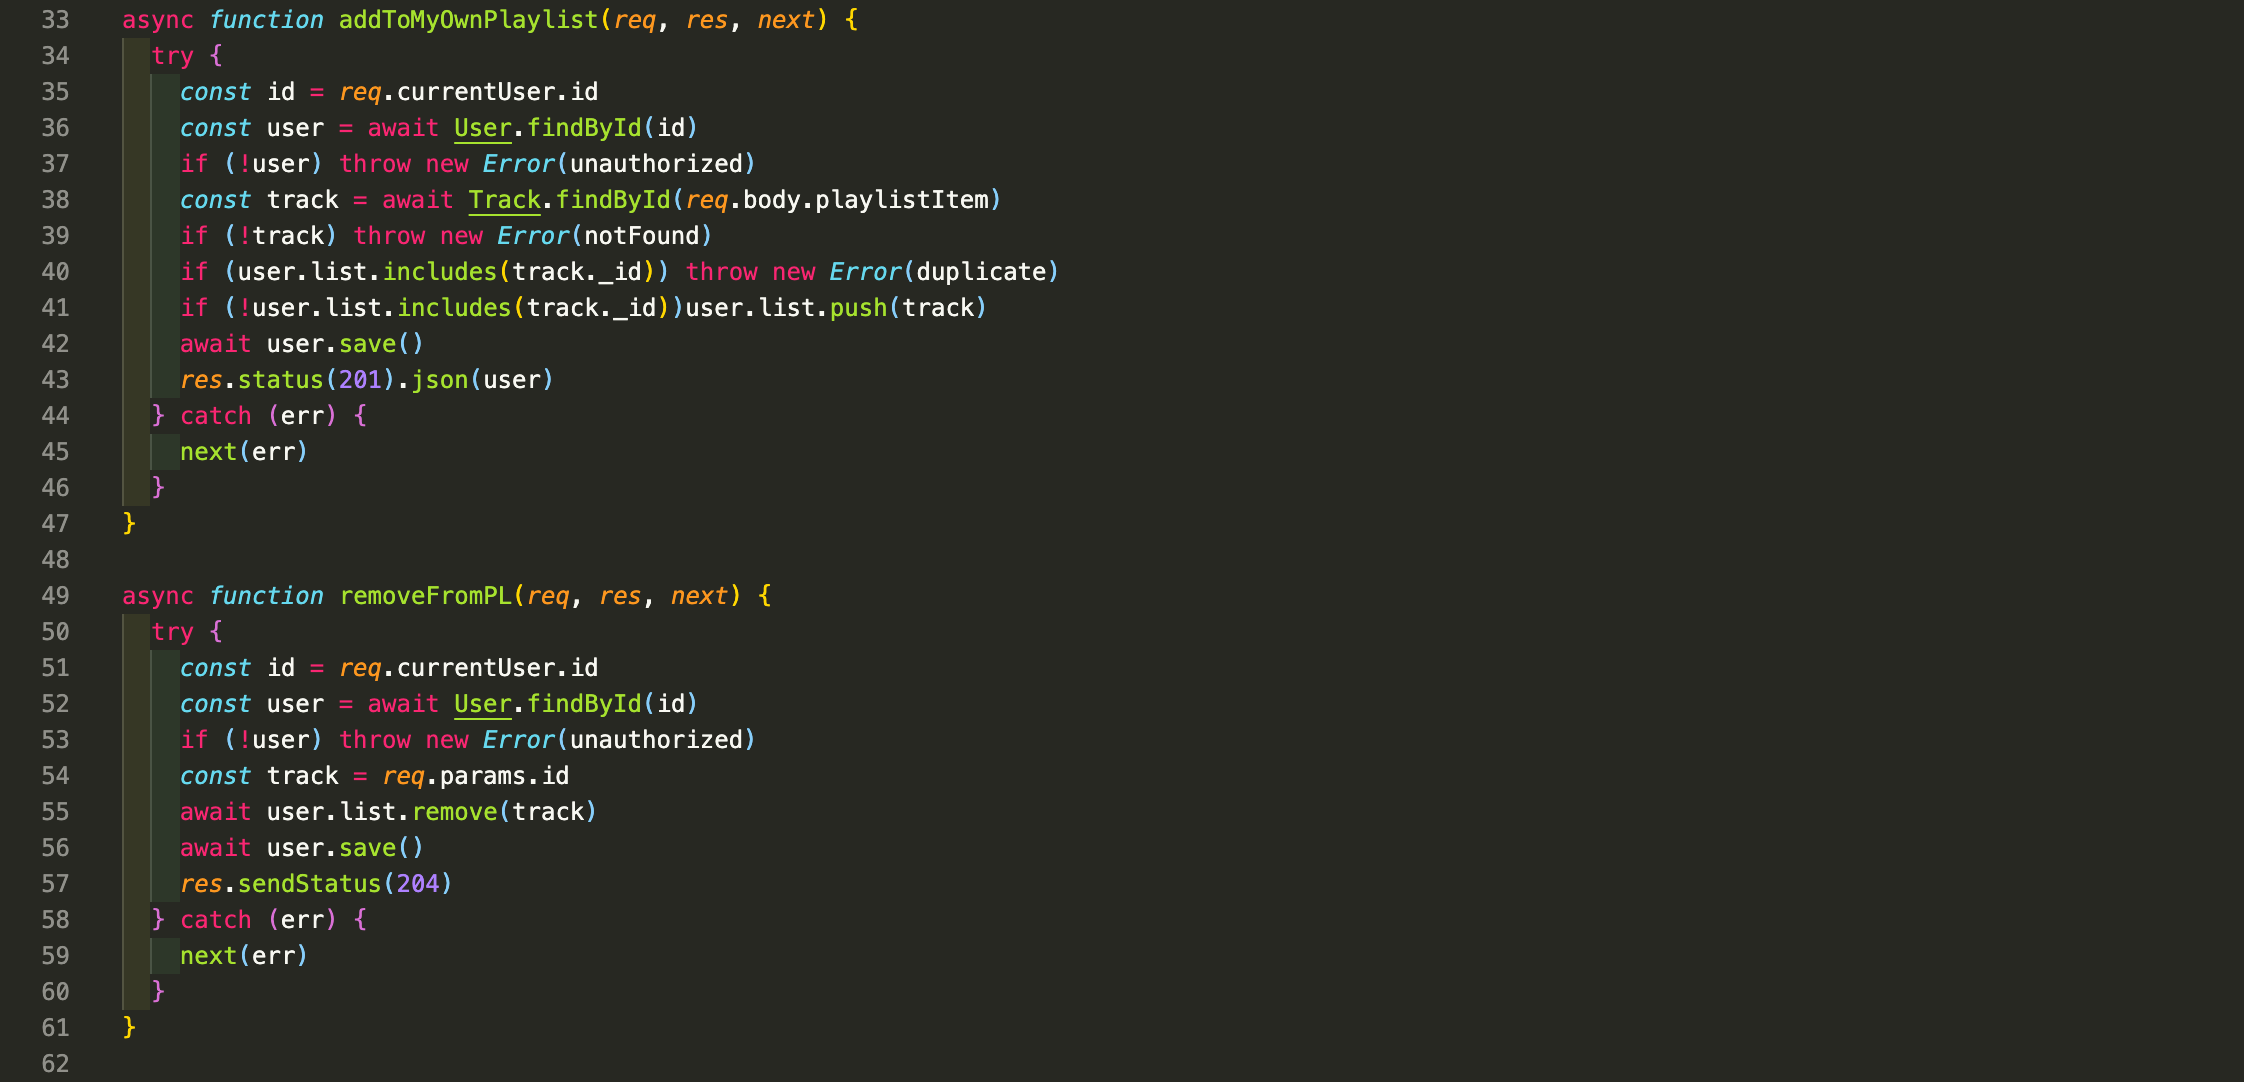 33 async function addToMyOwnPlaylist(req, res, next) {
34   try {
35     const id = req.currentUser.id
36     const user = await User.findById(id)
37     if (!user) throw new Error(unauthorized)
38     const track = await Track.findById(req.body.playlistItem)
39     if (!track) throw new Error(notFound)
40     if (user.list.includes(track._id)) throw new Error(duplicate)
41     if (!user.list.includes(track._id))user.list.push(track)
42     await user.save()
43     res.status(201).json(user)
44   } catch (err) {
45     next(err)
46   }
47 }
48
49 async function removeFromPL(req, res, next) {
50   try {
51     const id = req.currentUser.id
52     const user = await User.findById(id)
53     if (!user) throw new Error(unauthorized)
54     const track = req.params.id
55     await user.list.remove(track)
56     await user.save()
57     res.sendStatus(204)
58   } catch (err) {
59     next(err)
60   }
61 }
62